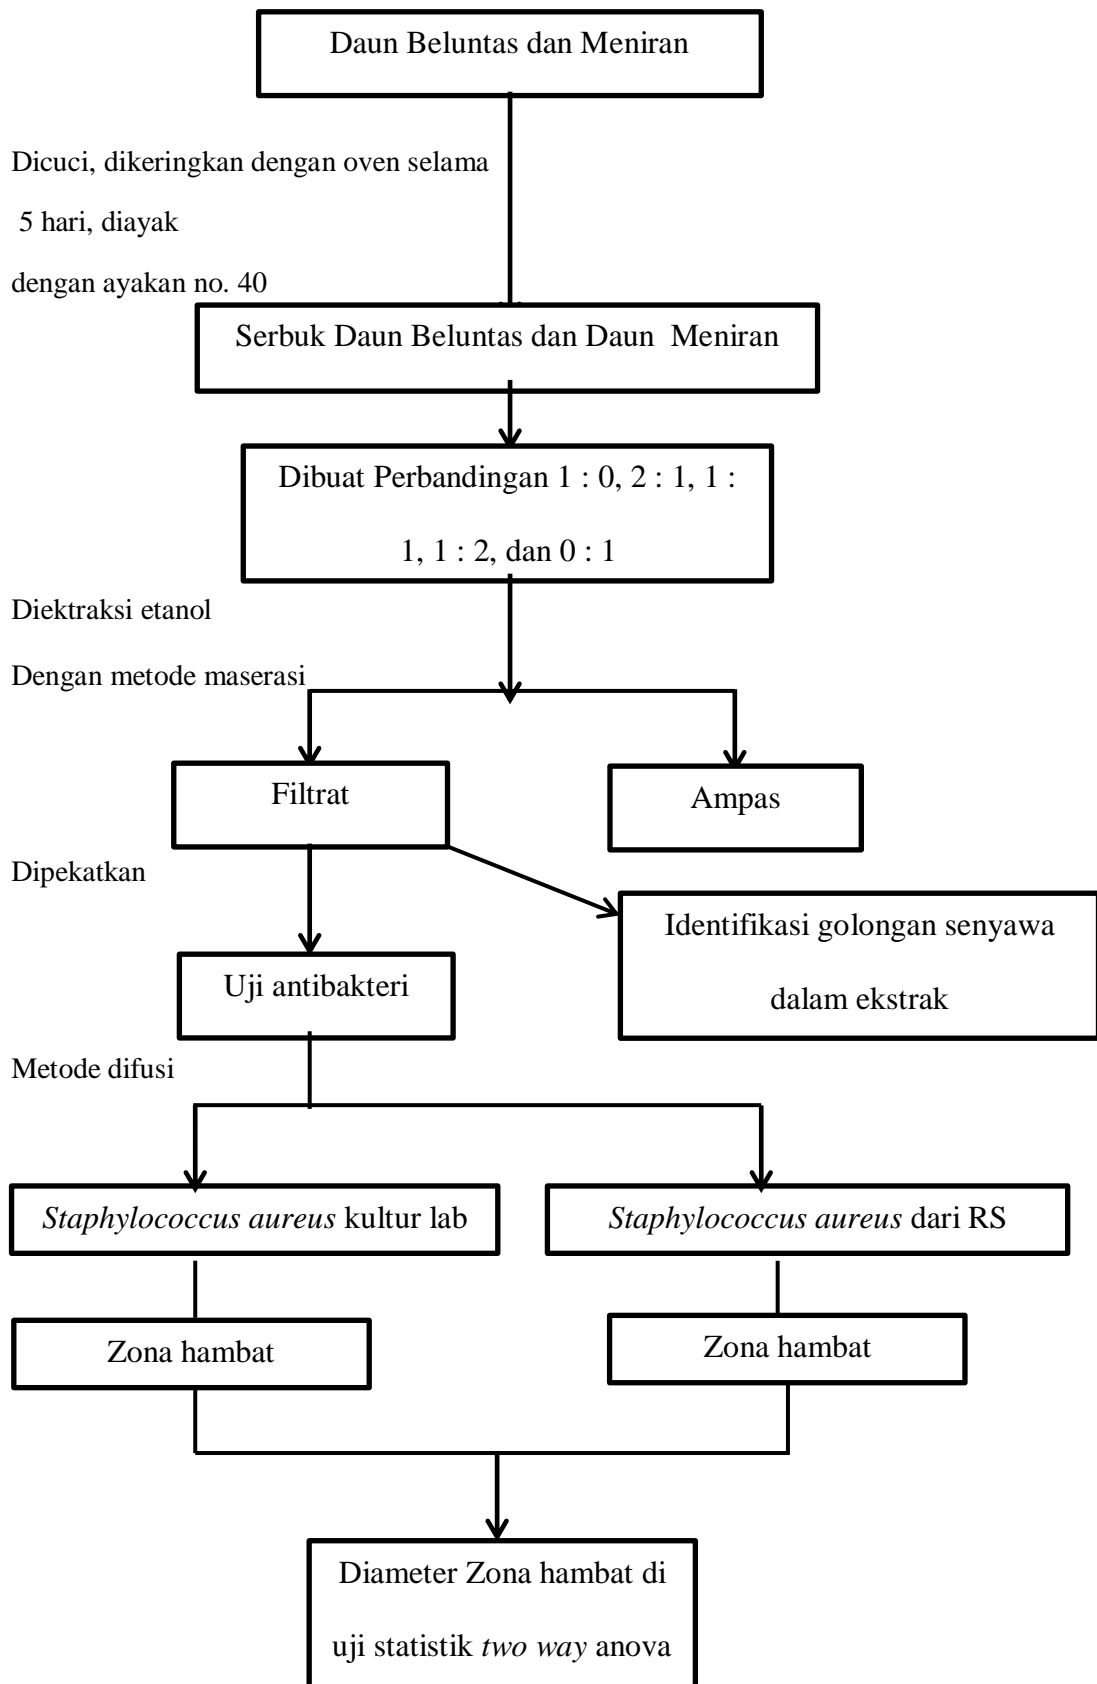 Daun Beluntas dan Meniran
Dicuci, dikeringkan dengan oven selama
5 hari, diayak
dengan ayakan no. 40
Serbuk Daun Beluntas dan Daun Meniran
Dibuat Perbandingan 1 : 0, 2 : 1, 1 :
1, 1 : 2, dan 0 : 1
Diektraksi etanol
Dengan metode maserasi
Filtrat
Ampas
Dipekatkan
Identifikasi golongan senyawa
dalam ekstrak
Uji antibakteri
Metode difusi
Staphylococcus aureus kultur lab
Staphylococcus aureus dari RS
Zona hambat
Zona hambat
Diameter Zona hambat di
uji statistik two way anova